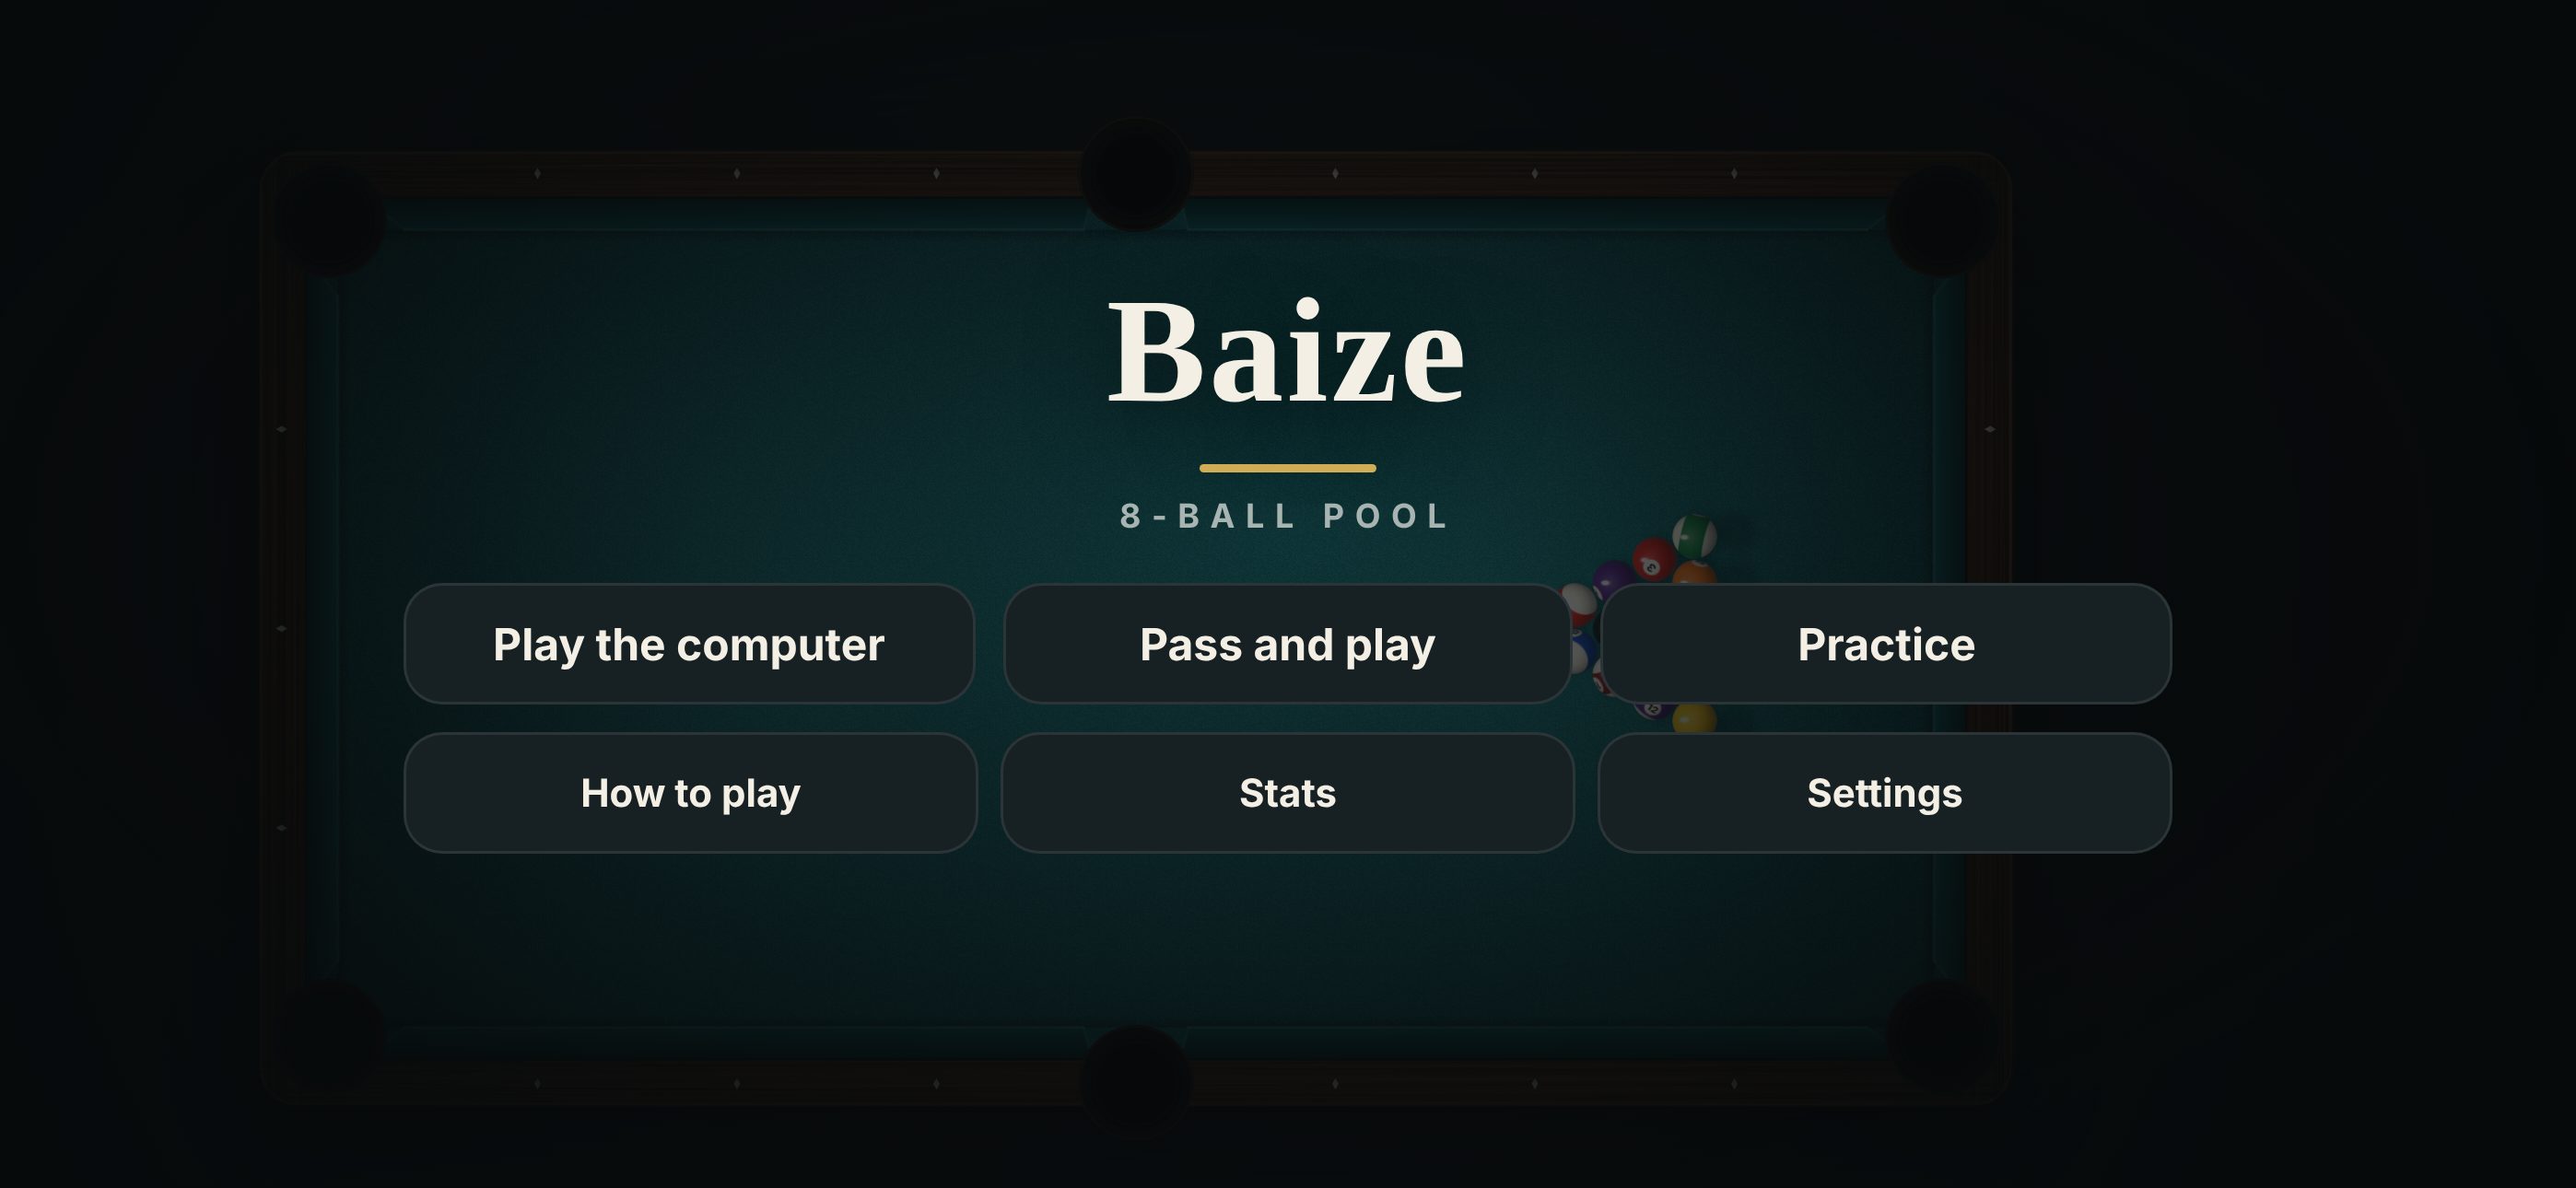 Baize
8-BALL POOL
Play the computer
Pass and play
Practice
How to play
Stats
Settings